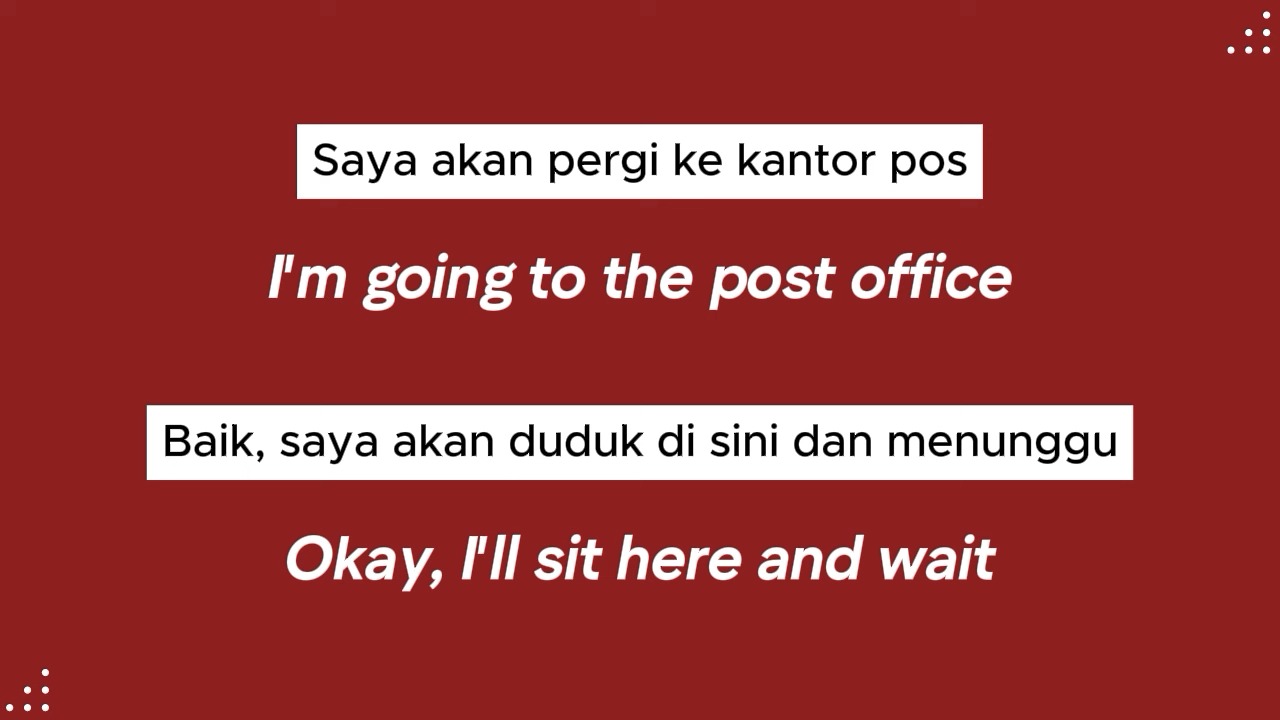 Saya akan pergi ke kantor pos
I'm going to the post office
Baik, saya akan duduk di sini dan menunggu
Okay, I'll sit here and wait